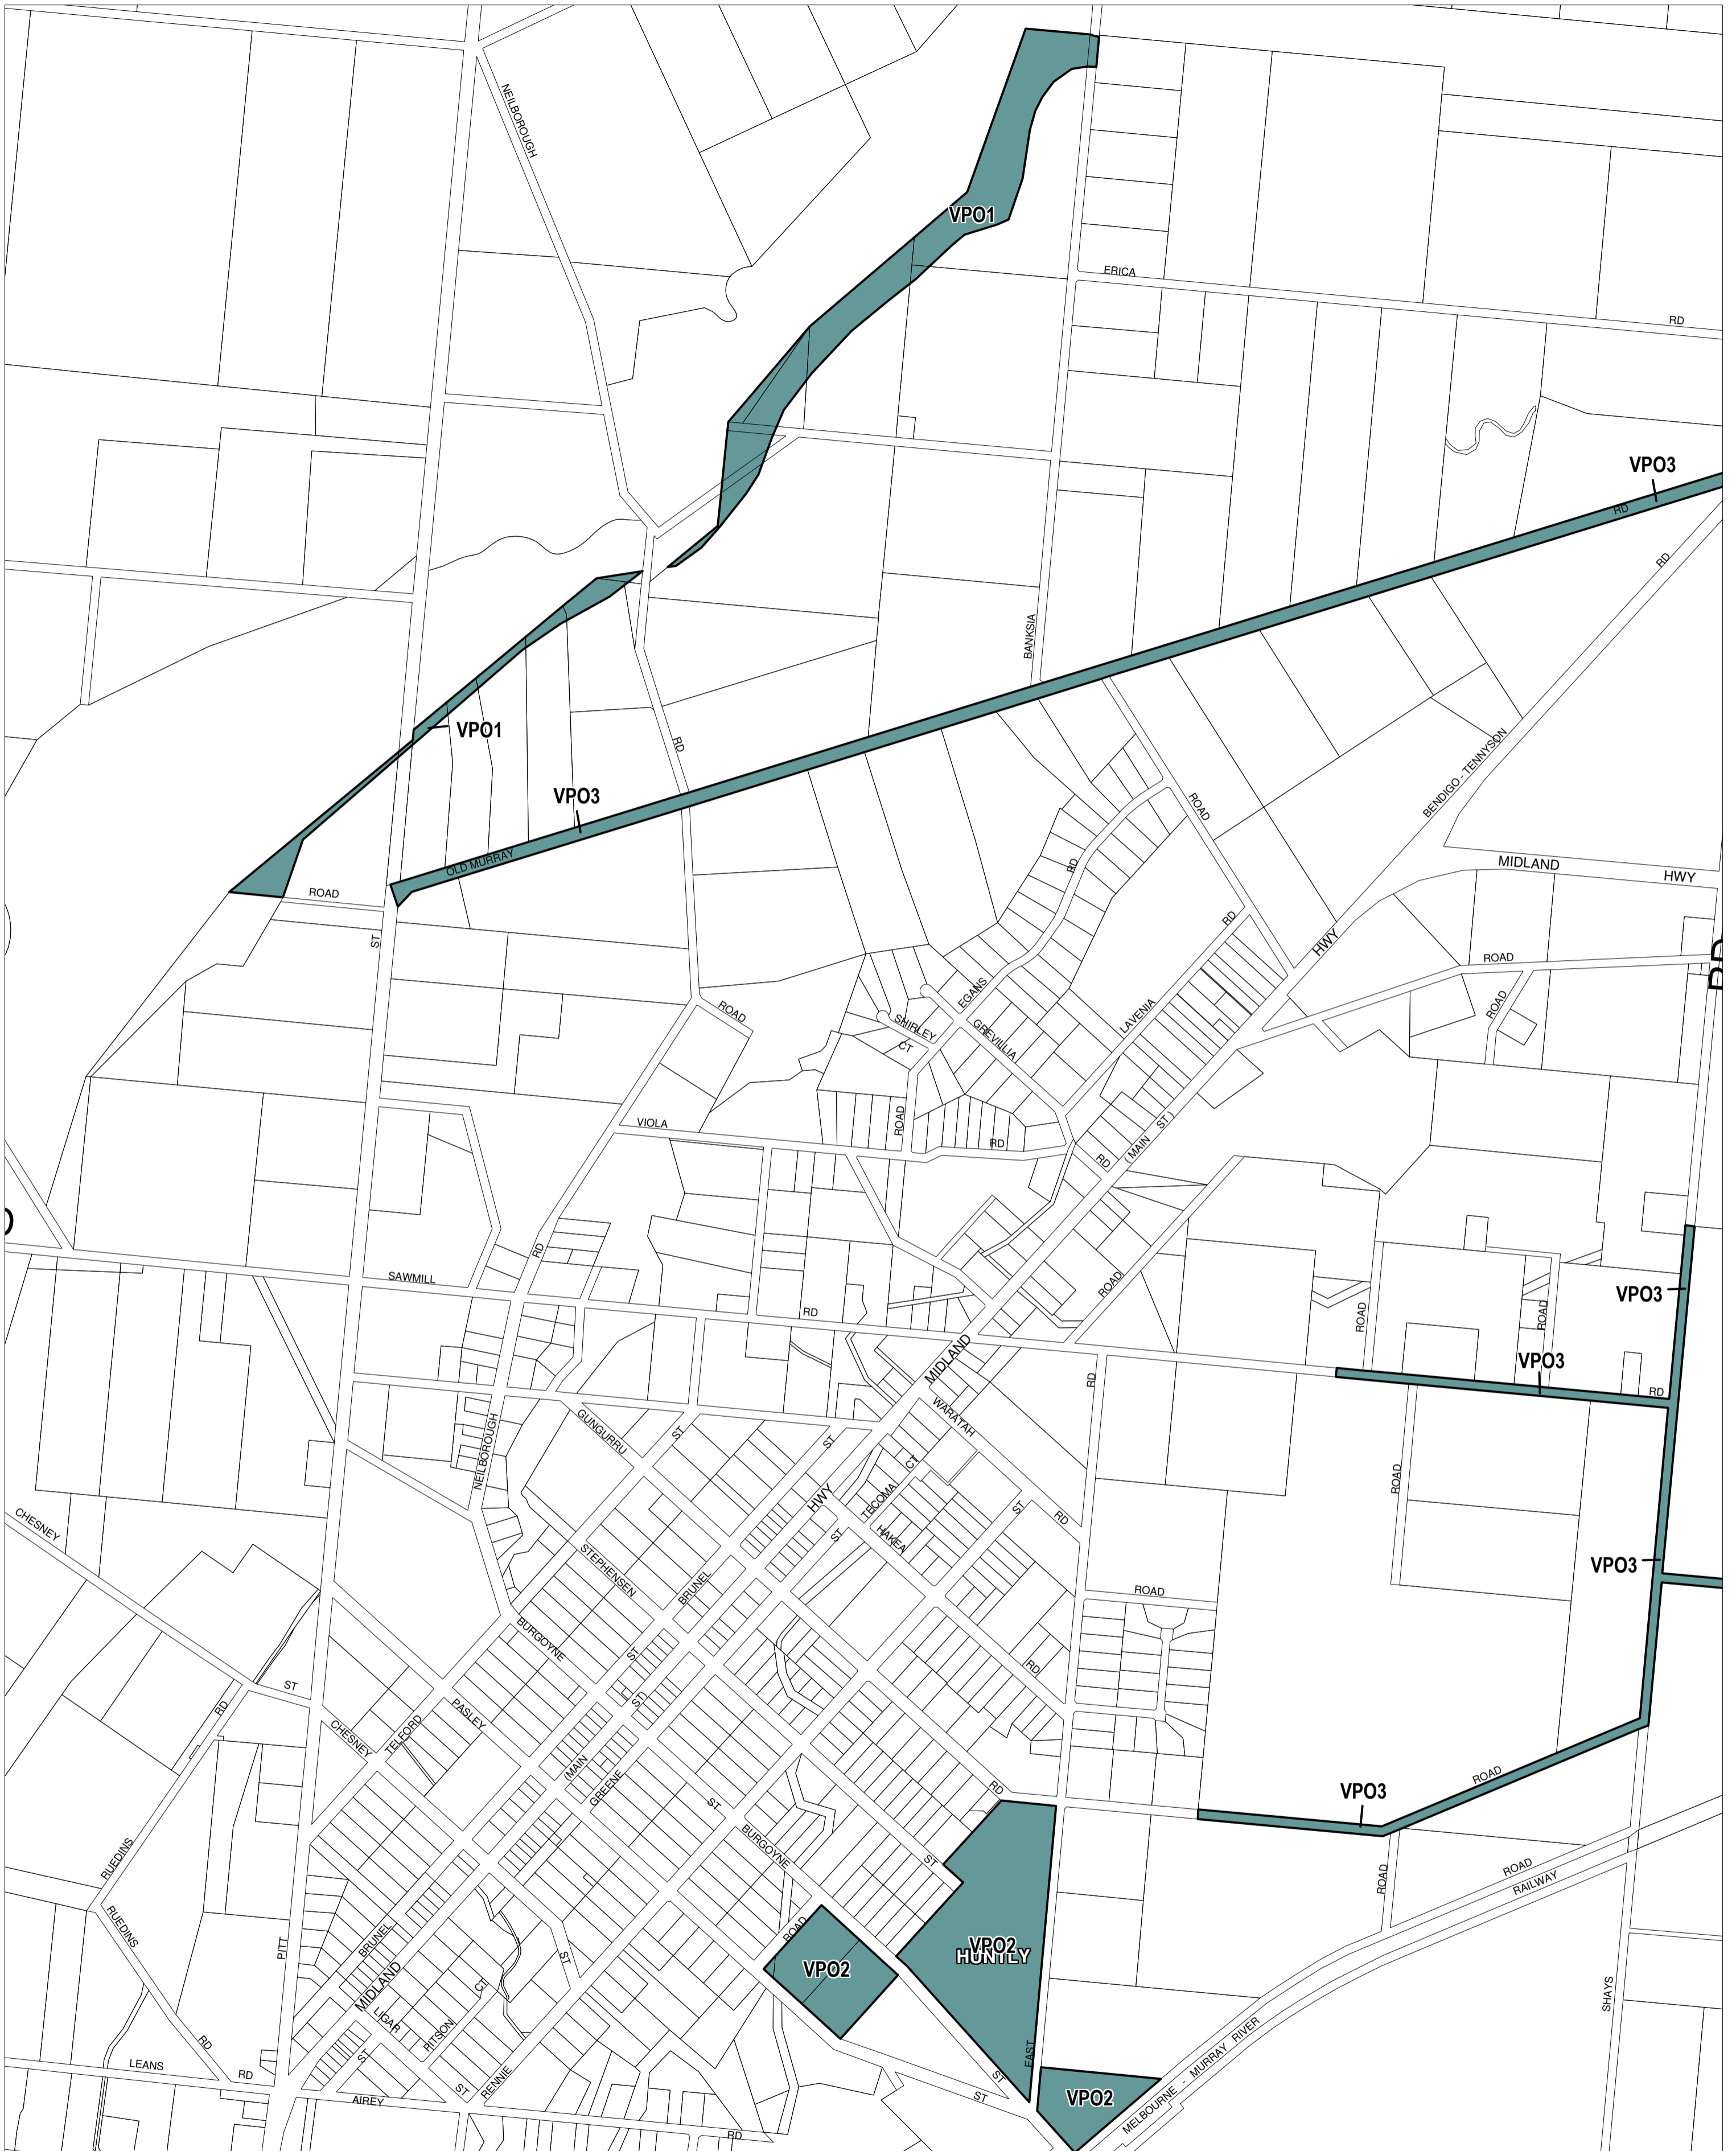 NEILBOROUGH
VPO1
ERICA
RD
VPO3
RD
RD
BANKSIA
VPO1
RD
BENDIGO - TENNYSON
VPO3
ROAD
OLD MURRAY
MIDLAND
HWY
RD
ROAD
ST
RD
HWY
ROAD
EGANS
ROAD
ROAD
LAVENIA
SHIRLEY
CT
GREVILLIA
VIOLA
ROAD
RD
(MAIN ST)
RD
RD
SAWMILL
ROAD
VPO3
RD
ROAD
ROAD
MIDLAND
VPO3
RD
RD
WARATAH
GUNGURRU
ST
ST
NEILBOROUGH
CT
ROAD
HWY
TECOMA
ST
RD
CHESNEY
ST
HAKEA
STEPHENSEN
VPO3
BRUNEL
ROAD
BURGOYNE
ST
RD
ST
ST)
RD
PASLEY
CHESNEY
TELFORD
(MAIN
GREENE
RD
VPO3
ROAD
ST
BURGOYNE
RUEDINS
ST
ROAD
ROAD
RAILWAY
RUEDINS
ROAD
BRUNEL
PITT
ST
VPO2
HUNTLY
VPO2
MIDLAND
CT
SHAYS
LIGAR
RITSON
RD
EAST
MELBOURNE - MURRAY RIVER
ST
LEANS
RD
ST
RENNIE
ST
ST
VPO2
AIREY
RD